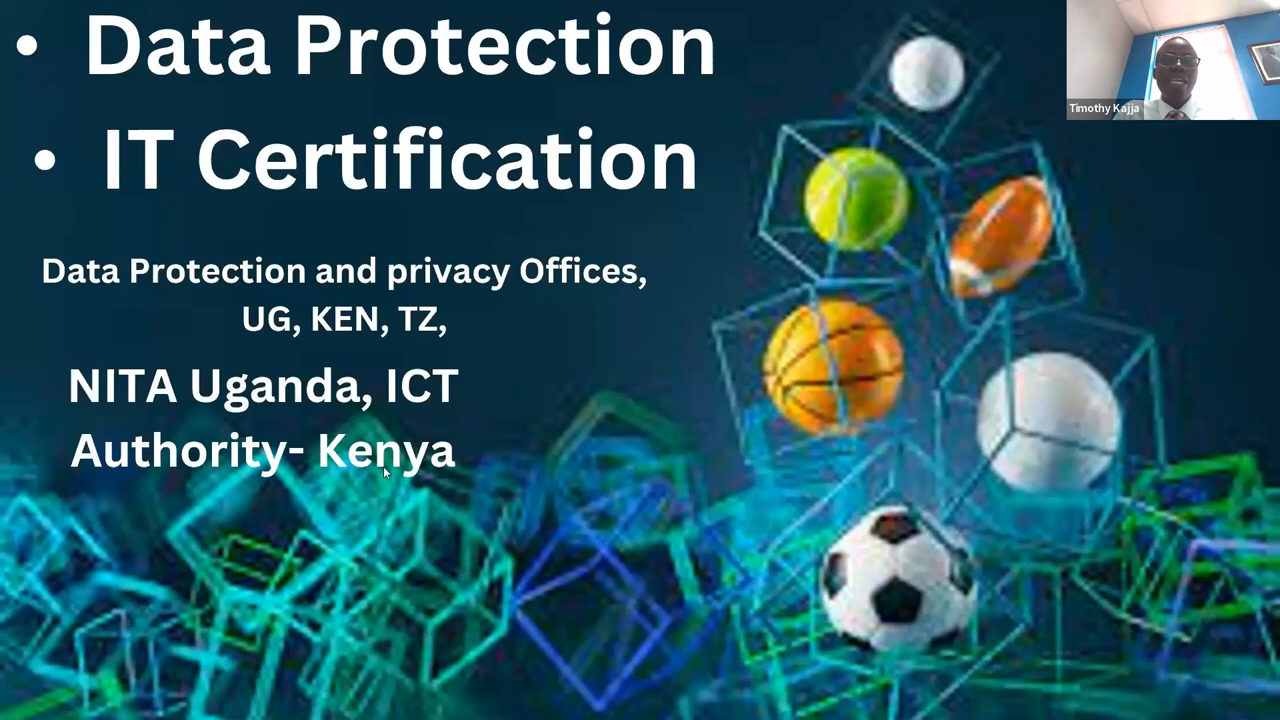 • Data Protection
• IT Certification
Data Protection and privacy Offices,
UG, KEN, TZ,
NITA Uganda, ICT
Authority- Kenya
Timothy Kajja